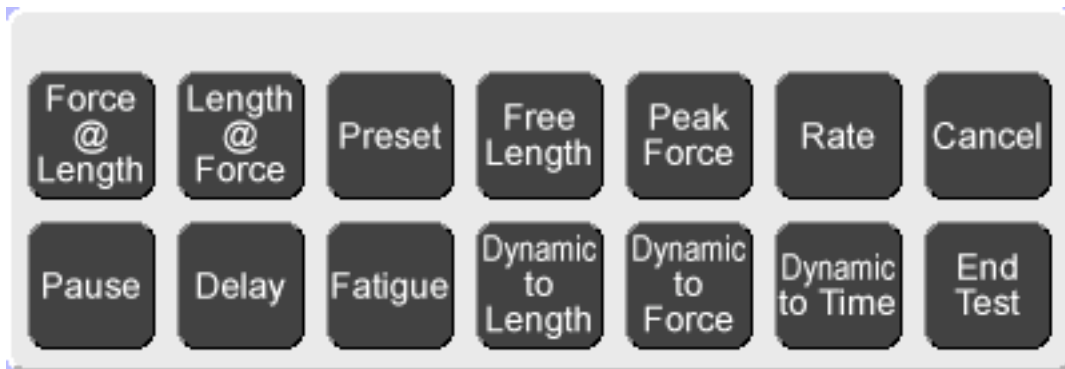 Force
@
Length
Length
@
Force
Preset
Free
Length
Peak
Force
Rate
Cancel
Pause
Delay
Fatigue
Dynamic
to
Length
Dynamic
to
Force
Dynamic
to Time
End
Test